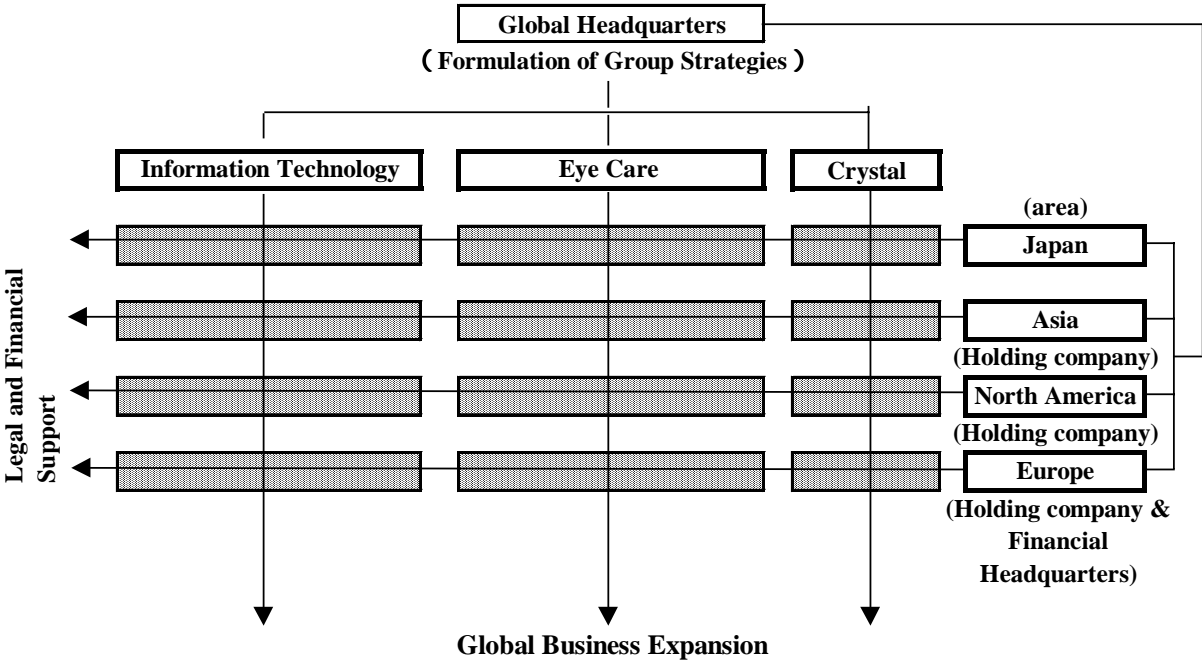 Global Headquarters
( Formulation of Group Strategies )
Information Technology
Eye Care
Crystal
(area)
Japan
Asia
(Holding company)
North America
(Holding company)
Europe
(Holding company &
Financial
Headquarters)
Legal and Financial
Support
Global Business Expansion